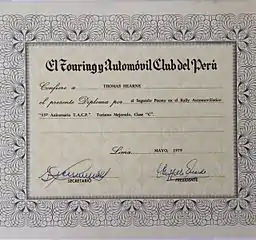 El Touring y Automóvil Club del Perú
Confiere a THOMAS HEARNE
el presente Diploma por el Segundo Puesto en el Rally Automovilístico
"55º Aniversario T.A.C.P." Turismo Mejorado, Clase "C".
Lima, MAYO, 1979
SECRETARIO PRESIDENTE